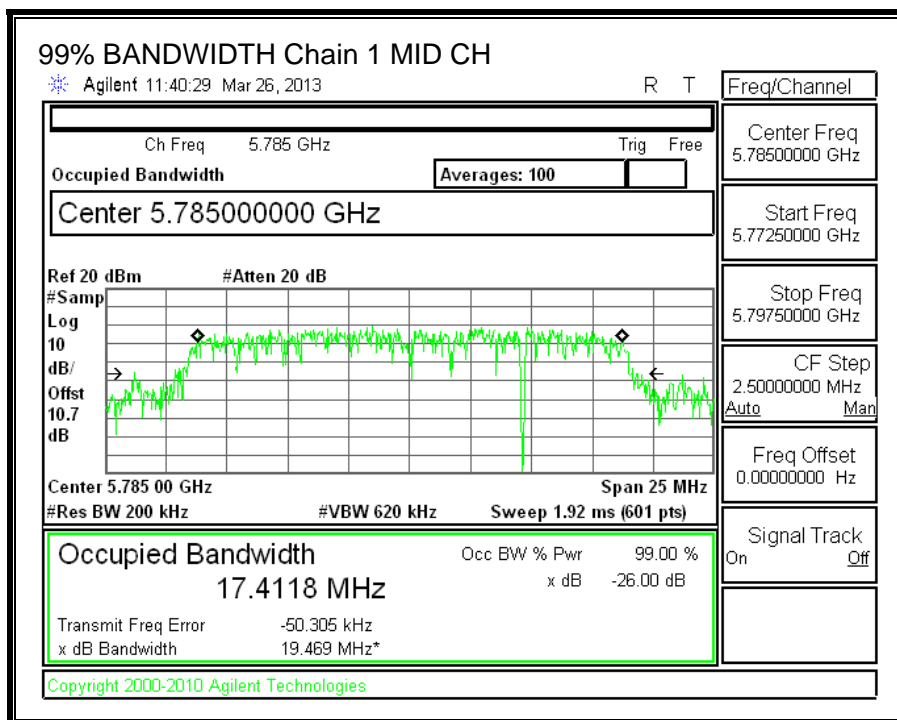 99% BANDWIDTH Chain 1 MID CH
Agilent 11:40:29 Mar 26, 2013 R T
Freq/Channel
Ch Freq 5.785 GHz Trig Free
Occupied Bandwidth Averages: 100
Center 5.785000000 GHz
Center Freq
5.78500000 GHz
Start Freq
5.77250000 GHz
Stop Freq
5.79750000 GHz
CF Step
2.50000000 MHz
Auto Man
Freq Offset
0.00000000 Hz
Signal Track
On Off
Ref 20 dBm #Atten 20 dB
#Samp
Log
10
dB/
Offst
10.7
dB
Center 5.785 00 GHz Span 25 MHz
#Res BW 200 kHz #VBW 620 kHz Sweep 1.92 ms (601 pts)
Occupied Bandwidth Occ BW % Pwr 99.00 %
17.4118 MHz x dB -26.00 dB
Transmit Freq Error -50.305 kHz
x dB Bandwidth 19.469 MHz*
Copyright 2000-2010 Agilent Technologies